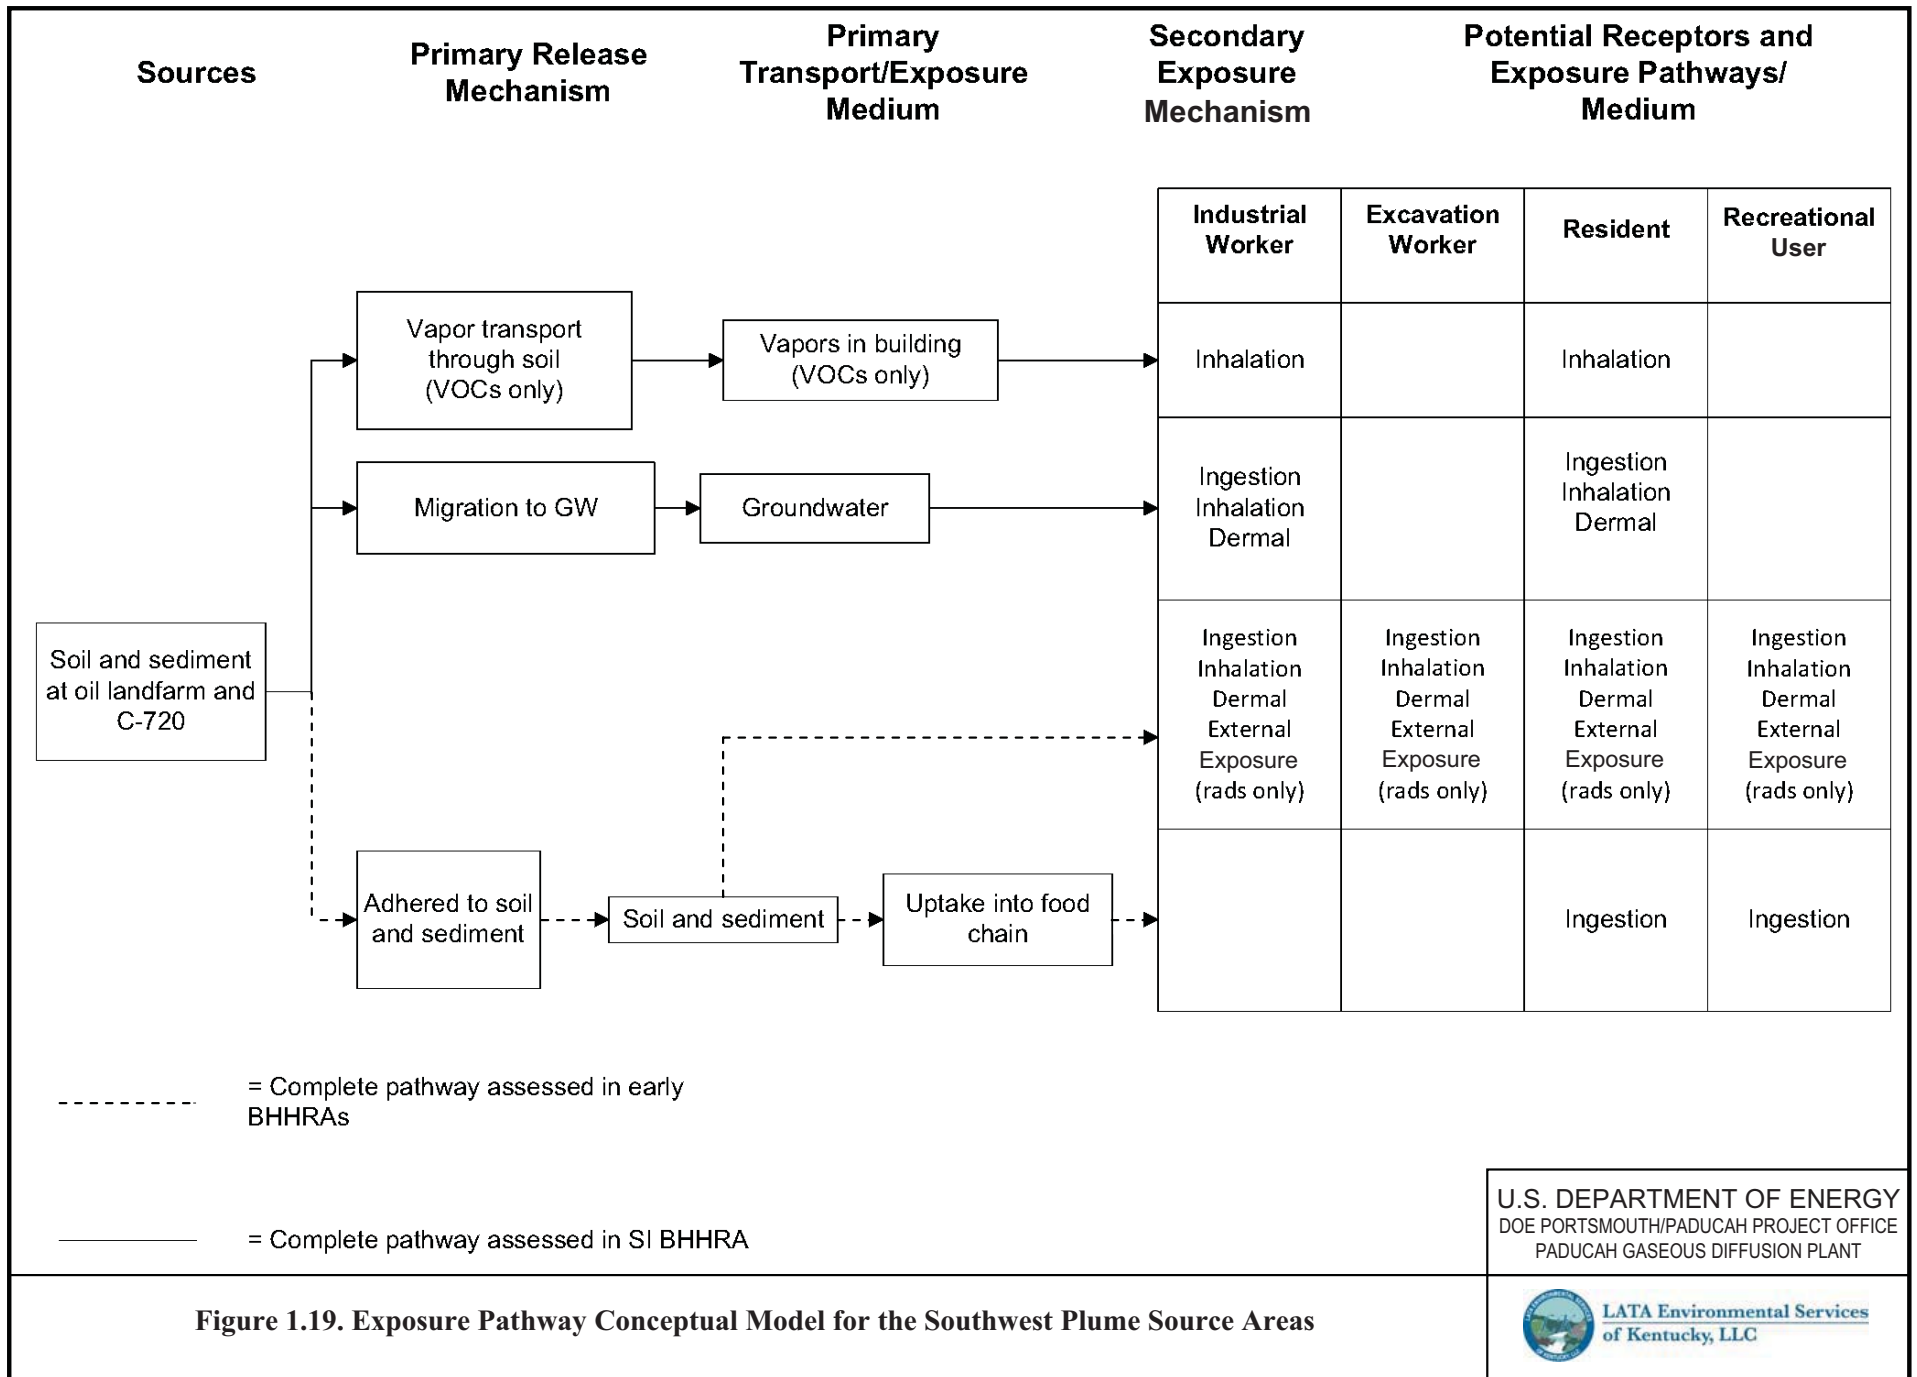 Sources
Primary Release
Mechanism
Primary
Transport/Exposure
Medium
Secondary
Exposure
Mechanism
Potential Receptors and
Exposure Pathways/
Medium
Industrial
Worker
Excavation
Worker
Resident
Recreational
User
Vapor transport
through soil
(VOCs only)
Vapors in building
(VOCs only)
Inhalation
Inhalation
Migration to GW
Groundwater
Ingestion
Inhalation
Dermal
Ingestion
Inhalation
Dermal
Soil and sediment
at oil landfarm and
C-720
Ingestion
Inhalation
Dermal
External
Exposure
(rads only)
Ingestion
Inhalation
Dermal
External
Exposure
(rads only)
Ingestion
Inhalation
Dermal
External
Exposure
(rads only)
Ingestion
Inhalation
Dermal
External
Exposure
(rads only)
Adhered to soil
and sediment
Soil and sediment
Uptake into food
chain
Ingestion
Ingestion
= Complete pathway assessed in early
BHHRAs
= Complete pathway assessed in SI BHHRA
U.S. DEPARTMENT OF ENERGY
DOE PORTSMOUTH/PADUCAH PROJECT OFFICE
PADUCAH GASEOUS DIFFUSION PLANT
Figure 1.19. Exposure Pathway Conceptual Model for the Southwest Plume Source Areas
LATA Environmental Services
of Kentucky, LLC